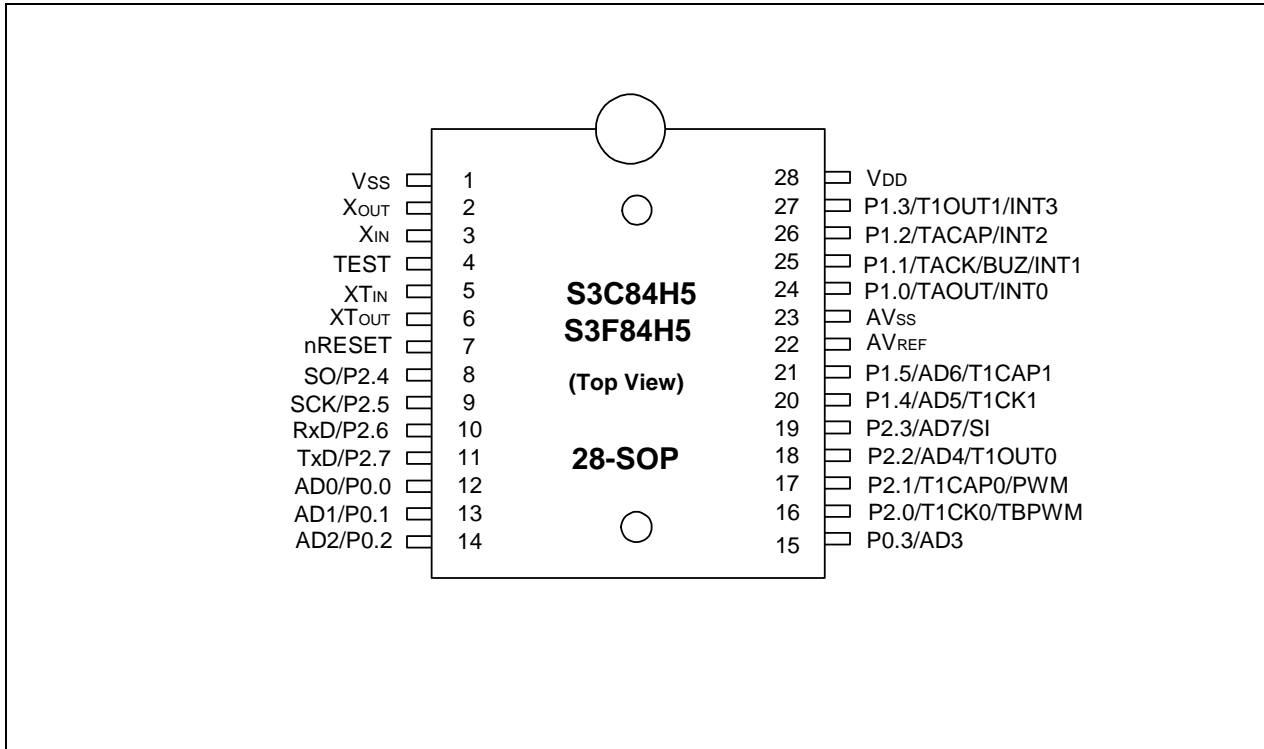 VSS 1
XOUT 2
XIN 3
TEST 4
XTIN 5
XTOUT 6
nRESET 7
SO/P2.4 8
SCK/P2.5 9
RxD/P2.6 10
TxD/P2.7 11
AD0/P0.0 12
AD1/P0.1 13
AD2/P0.2 14
S3C84H5
S3F84H5
(Top View)
28-SOP
28 VDD
27 P1.3/T1OUT1/INT3
26 P1.2/TACAP/INT2
25 P1.1/TACK/BUZ/INT1
24 P1.0/TAOUT/INT0
23 AVSS
22 AVREF
21 P1.5/AD6/T1CAP1
20 P1.4/AD5/T1CK1
19 P2.3/AD7/SI
18 P2.2/AD4/T1OUT0
17 P2.1/T1CAP0/PWM
16 P2.0/T1CK0/TBPWM
15 P0.3/AD3